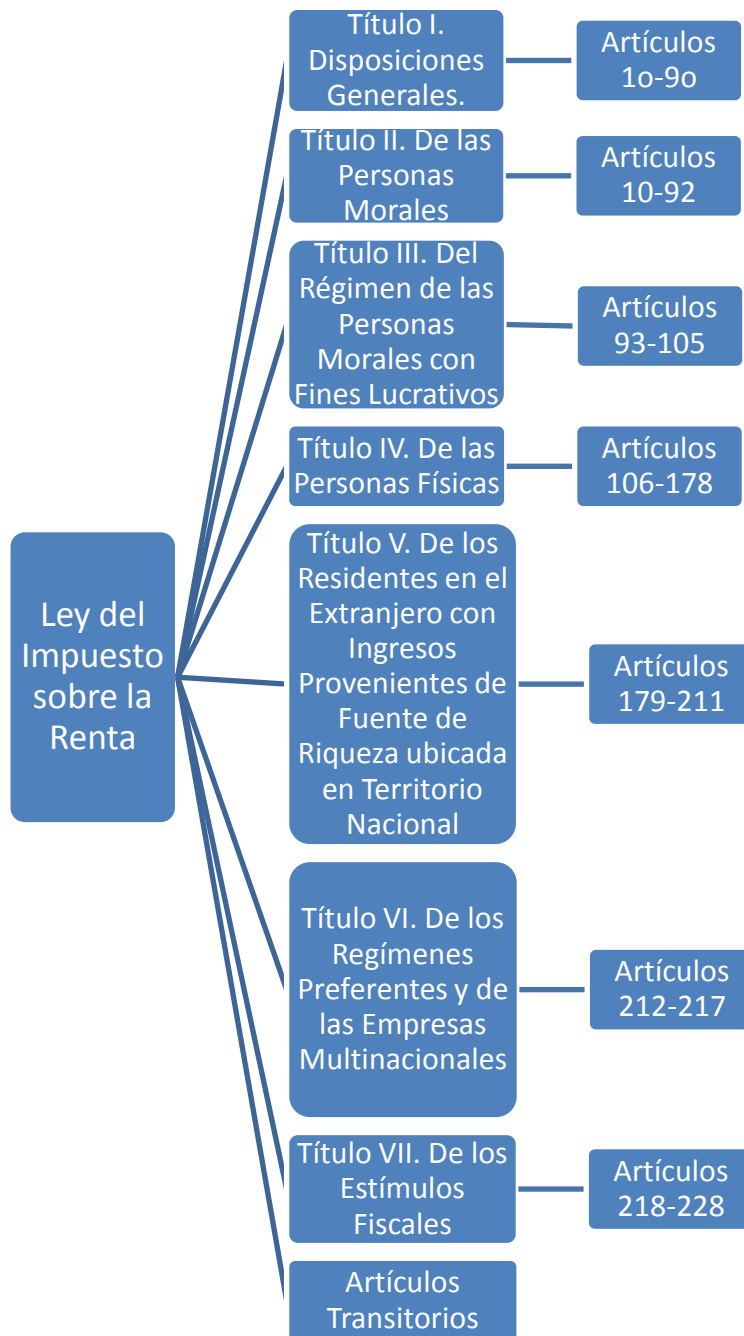 Ley del
Impuesto
sobre la
Renta
Título I.
Disposiciones
Generales.
Artículos
1o-9o
Título II. De las
Personas
Morales
Artículos
10-92
Título III. Del
Régimen de las
Personas
Morales con
Fines Lucrativos
Artículos
93-105
Título IV. De las
Personas Físicas
Artículos
106-178
Título V. De los
Residentes en el
Extranjero con
Ingresos
Provenientes de
Fuente de
Riqueza ubicada
en Territorio
Nacional
Artículos
179-211
Título VI. De los
Regímenes
Preferentes y de
las Empresas
Multinacionales
Artículos
212-217
Título VII. De los
Estímulos
Fiscales
Artículos
218-228
Artículos
Transitorios